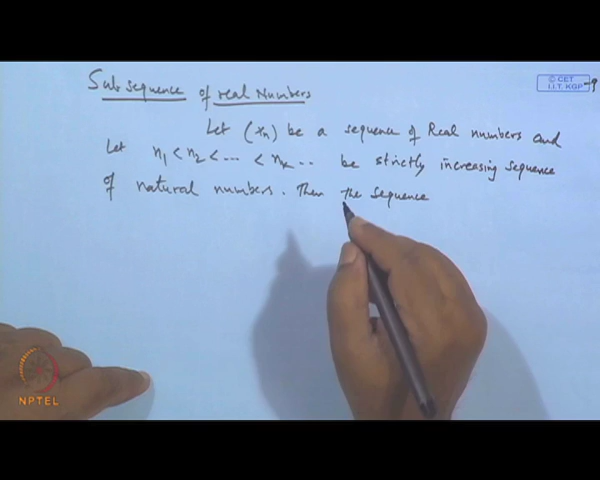 Subsequence of real Numbers
© CET
I.I.T. KGP
Let (xn) be a sequence of Real numbers and
Let n1 < n2 < ... < nk .. be strictly increasing sequence
of natural numbers. Then the sequence
NPTEL